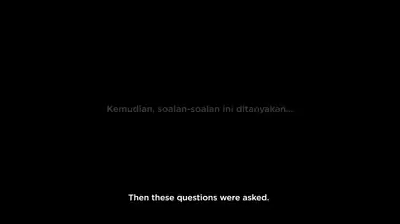 Kemudian, soalan-soalan ini ditanyakan...
Then these questions were asked.